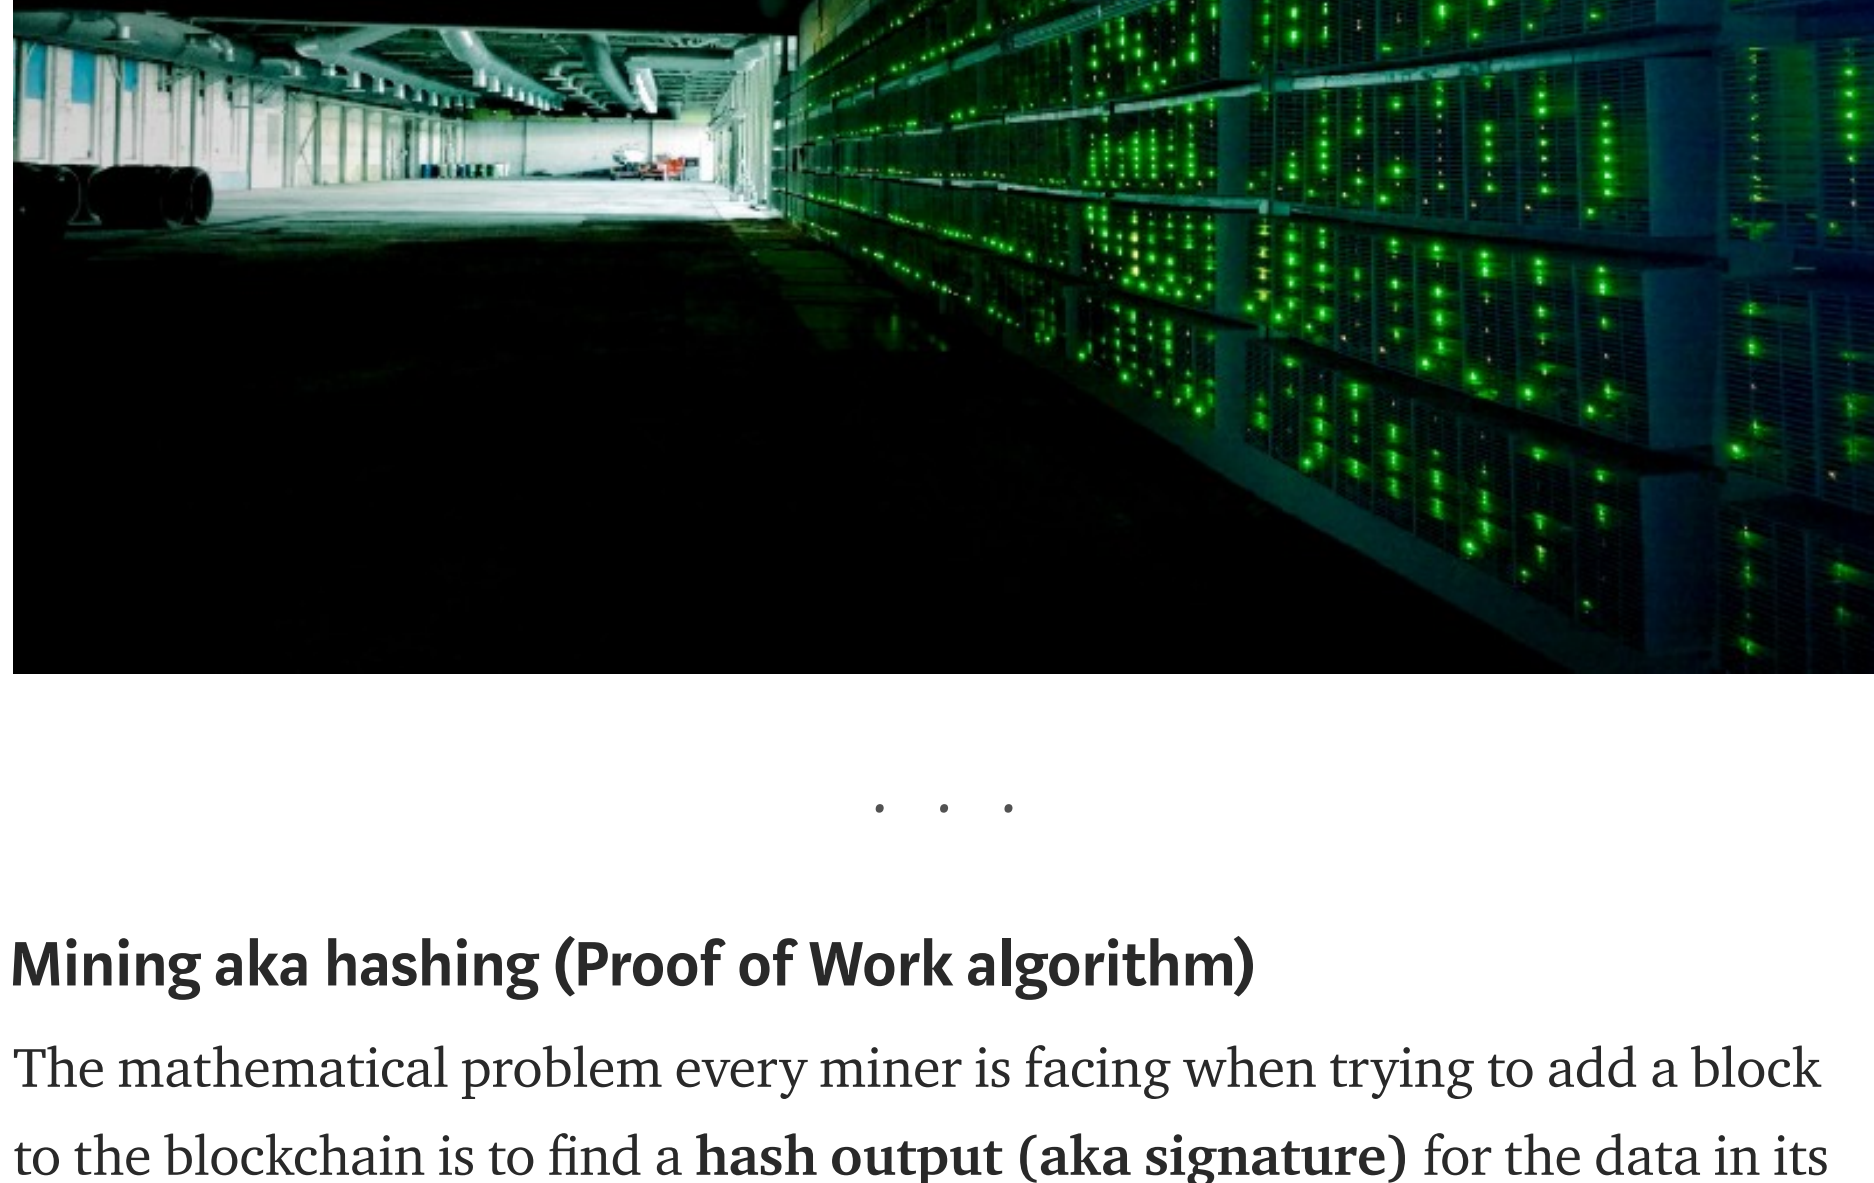 . . .
Mining aka hashing (Proof of Work algorithm)
The mathematical problem every miner is facing when trying to add a block
to the blockchain is to find a hash output (aka signature) for the data in its